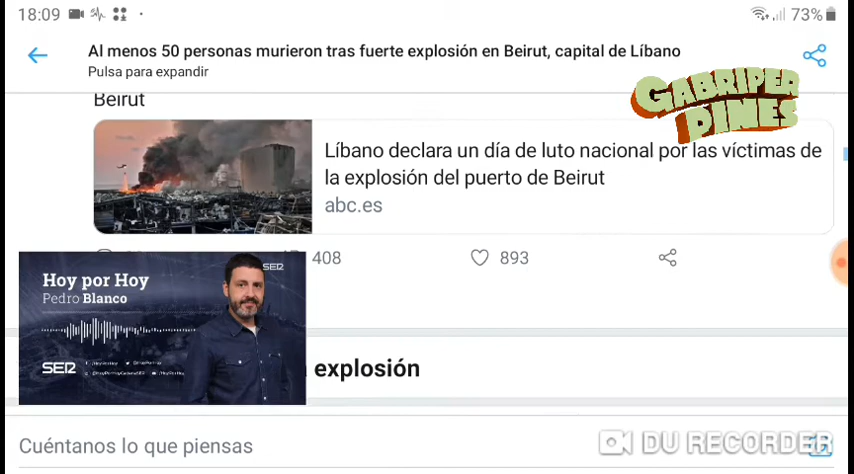 18:09
73%
Al menos 50 personas murieron tras fuerte explosión en Beirut, capital de Líbano
Pulsa para expandir
GABRIPER
DINES
Beirut
Líbano declara un día de luto nacional por las víctimas de
la explosión del puerto de Beirut
abc.es
408
893
SER
Hoy por Hoy
Pedro Blanco
SER
explosión
Cuéntanos lo que piensas
DU RECORDER